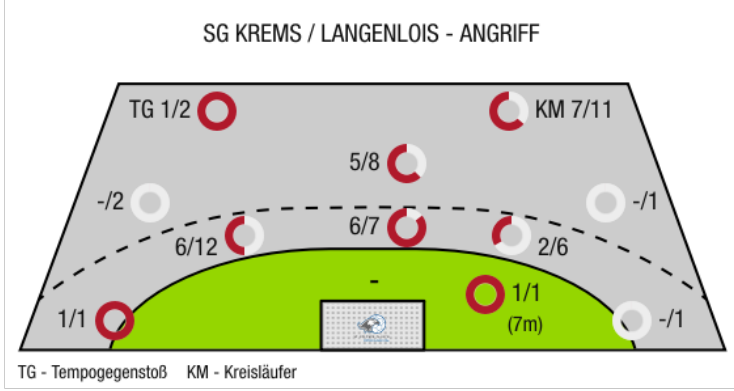 SG KREMS / LANGENLOIS - ANGRIFF
TG 1/2
KM 7/11
5/8
-/2
-/1
6/12
6/7
2/6
-
1/1
1/1
(7m)
-/1
TG - Tempogegenstoß KM - Kreisläufer